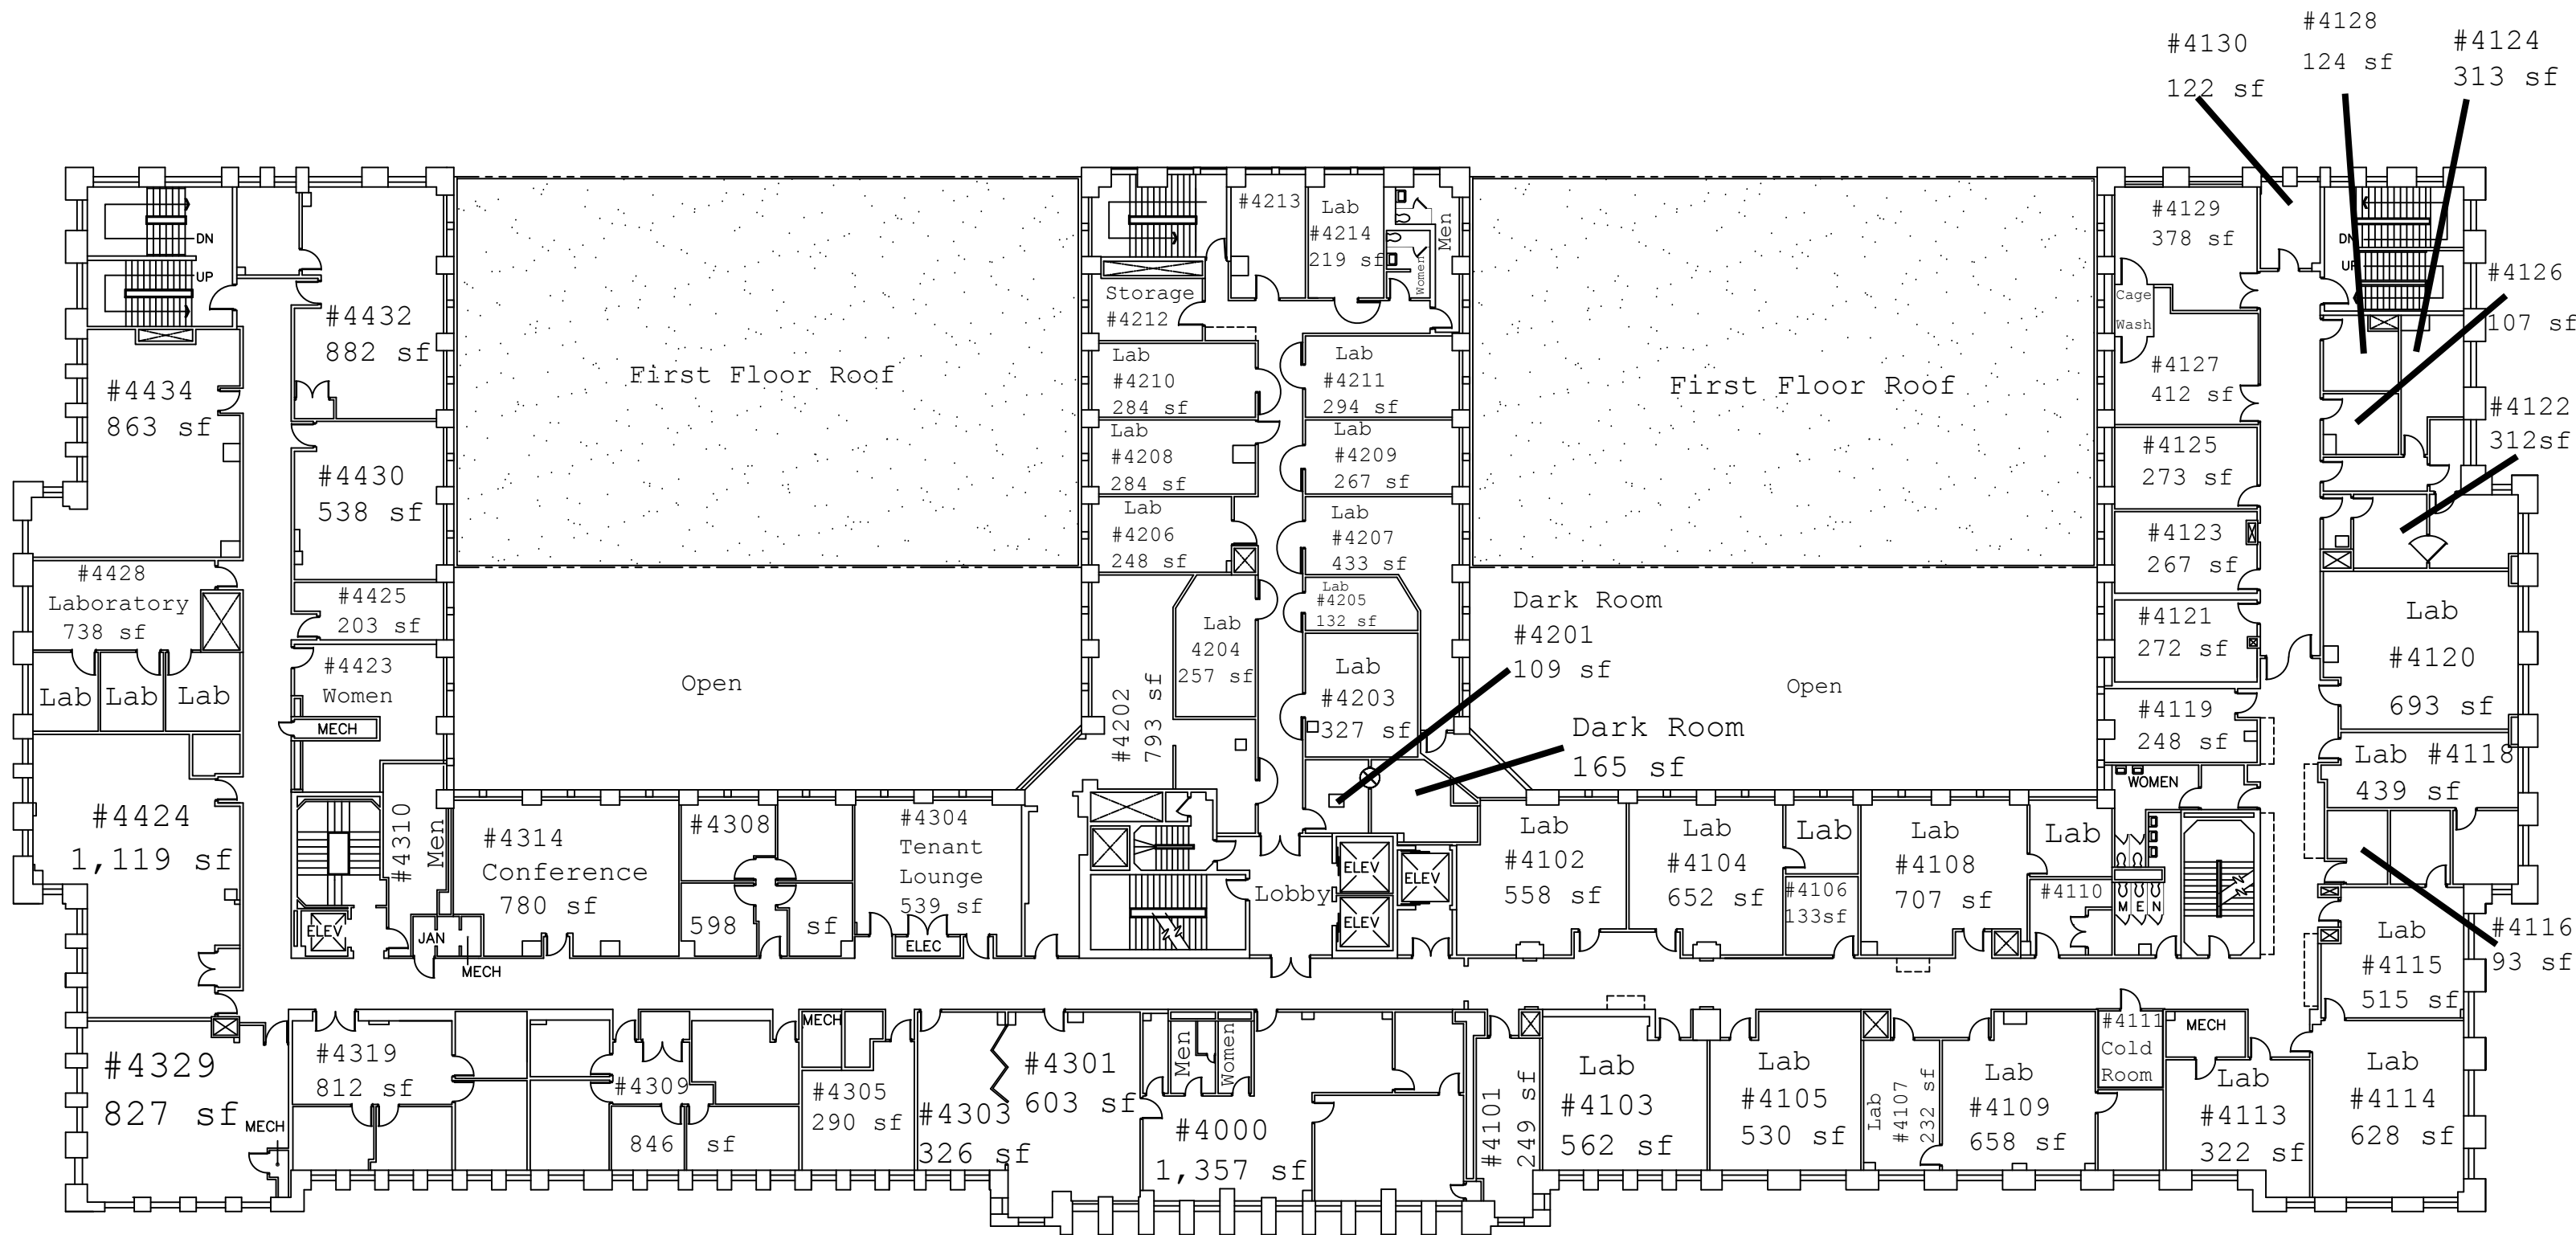 #4130
122 sf
#4128
124 sf
#4124
313 sf
#4126
107 sf
#4122
312sf
DN
UP
#4432
882 sf
#4434
863 sf
#4430
538 sf
#4428
Laboratory
738 sf
#4425
203 sf
#4423
Women
Lab
Lab
Lab
MECH
#4424
1,119 sf
#4310
Men
ELEV
JAN
MECH
First Floor Roof
Open
#4314
Conference
780 sf
#4308
598 sf
#4304
Tenant
Lounge
539 sf
ELEC
#4213
Lab
#4214
219 sf
Men
Women
Storage
#4212
Lab
#4210
284 sf
Lab
#4211
294 sf
Lab
#4208
284 sf
Lab
#4209
267 sf
Lab
#4206
248 sf
Lab
#4207
433 sf
Lab
#4205
132 sf
Lab
4204
257 sf
#4202
793 sf
Lab
#4203
327 sf
Dark Room
#4201
109 sf
Dark Room
165 sf
Lobby
ELEV
ELEV
ELEV
First Floor Roof
Open
#4129
378 sf
Cage
Wash
#4127
412 sf
#4125
273 sf
#4123
267 sf
#4121
272 sf
#4119
248 sf
DN
UP
Lab
#4120
693 sf
Lab #4118
439 sf
WOMEN
MEN
Lab
#4102
558 sf
Lab
#4104
652 sf
Lab
#4106
133sf
Lab
#4108
707 sf
Lab
#4110
#4116
93 sf
Lab
#4115
515 sf
#4329
827 sf
MECH
#4319
812 sf
#4309
846 sf
MECH
#4305
290 sf
#4303
326 sf
#4301
603 sf
Men
Women
#4000
1,357 sf
#4101
249 sf
Lab
#4103
562 sf
Lab
#4105
530 sf
Lab
#4107
232 sf
Lab
#4109
658 sf
#4111
Cold
Room
MECH
Lab
#4113
322 sf
Lab
#4114
628 sf